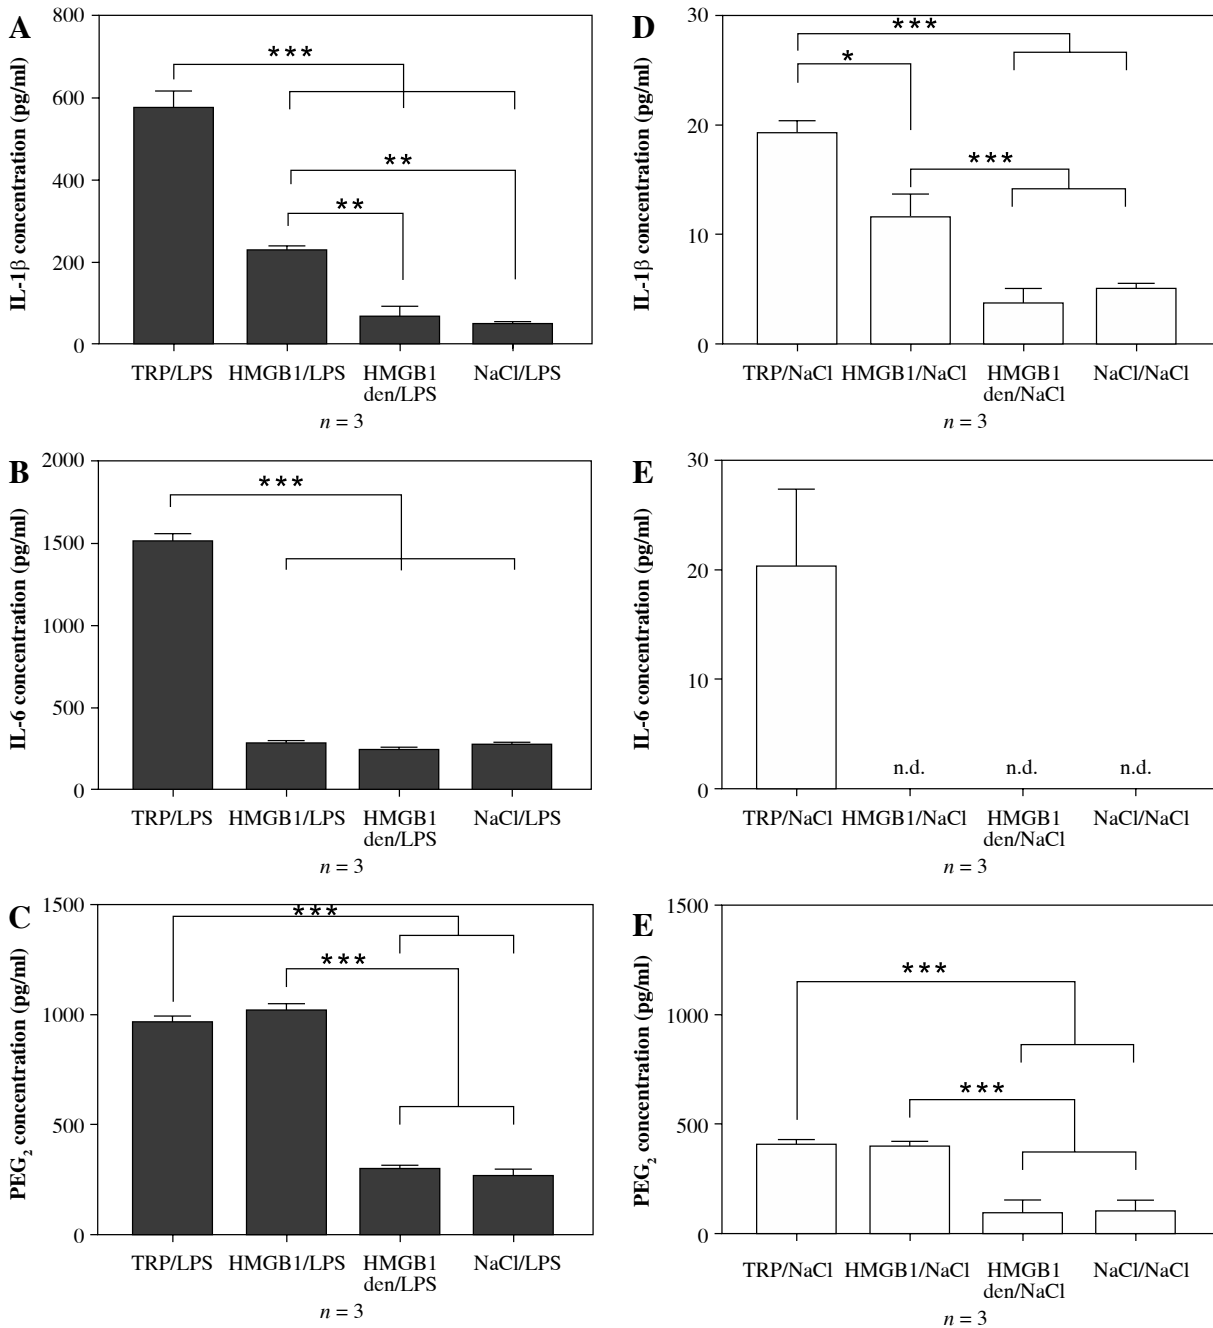 A
IL-1β concentration (pg/ml)
800
600
400
200
0
***
**
**
TRP/LPS HMGB1/LPS HMGB1 den/LPS NaCl/LPS
n = 3
D
IL-1β concentration (pg/ml)
30
20
10
0
***
*
***
TRP/NaCl HMGB1/NaCl HMGB1 den/NaCl NaCl/NaCl
n = 3
B
IL-6 concentration (pg/ml)
2000
1500
1000
500
0
***
TRP/LPS HMGB1/LPS HMGB1 den/LPS NaCl/LPS
n = 3
E
IL-6 concentration (pg/ml)
30
20
10
0
n.d. n.d. n.d.
TRP/NaCl HMGB1/NaCl HMGB1 den/NaCl NaCl/NaCl
n = 3
C
PEG₂ concentration (pg/ml)
1500
1000
500
0
***
***
TRP/LPS HMGB1/LPS HMGB1 den/LPS NaCl/LPS
n = 3
E
PEG₂ concentration (pg/ml)
1500
1000
500
0
***
***
TRP/NaCl HMGB1/NaCl HMGB1 den/NaCl NaCl/NaCl
n = 3